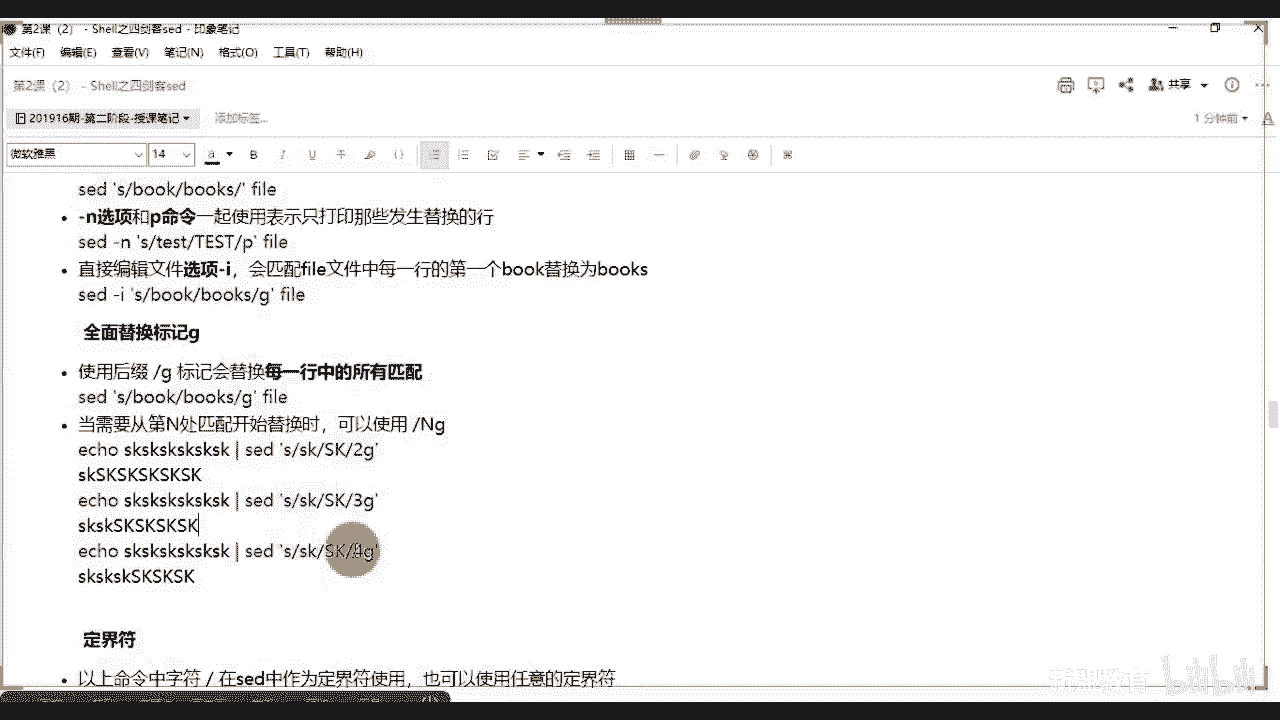 第2课（2） - Shell之四剑客sed - 印象笔记
文件(F) 编辑(E) 查看(V) 笔记(N) 格式(O) 工具(T) 帮助(H)
第2课（2） - Shell之四剑客sed
共享
201916期-第二阶段-授课笔记 添加标签...
1 分钟前
微软雅黑 14
sed 's/book/books/' file
-n选项和p命令一起使用表示只打印那些发生替换的行
sed -n 's/test/TEST/p' file
直接编辑文件选项-i，会匹配file文件中每一行的第一个book替换为books
sed -i 's/book/books/g' file
全面替换标记g
使用后缀 /g 标记会替换每一行中的所有匹配
sed 's/book/books/g' file
当需要从第N处匹配开始替换时，可以使用 /Ng
echo sksksksksksk | sed 's/sk/SK/2g'
skSKSKSKSKSK
echo sksksksksksk | sed 's/sk/SK/3g'
skskSKSKSKSK
echo sksksksksksk | sed 's/sk/SK/4g'
skskskSKSKSK
定界符
以上命令中字符 / 在sed中作为定界符使用，也可以使用任意的定界符
bilibili